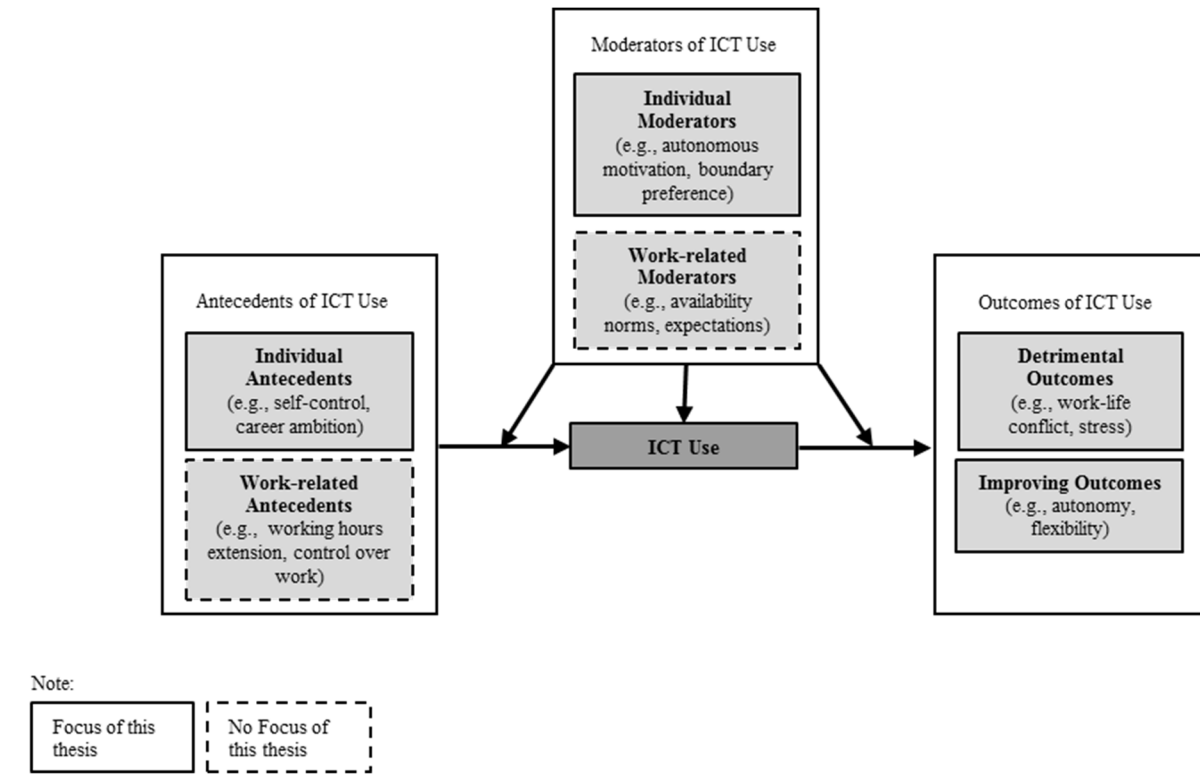 Moderators of ICT Use
Individual
Moderators
(e.g., autonomous
motivation, boundary
preference)
Work-related
Moderators
(e.g., availability
norms, expectations)
Antecedents of ICT Use
Individual
Antecedents
(e.g., self-control,
career ambition)
Work-related
Antecedents
(e.g., working hours
extension, control over
work)
ICT Use
Outcomes of ICT Use
Detrimental
Outcomes
(e.g., work-life
conflict, stress)
Improving Outcomes
(e.g., autonomy,
flexibility)
Note:
Focus of this
thesis
No Focus of
this thesis